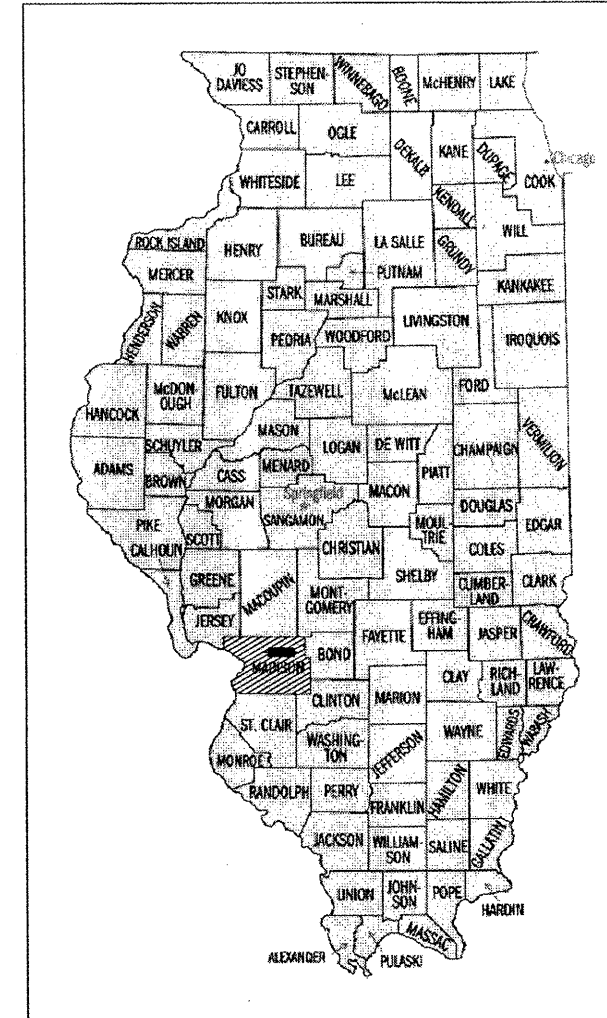 JO
DAVIESS
STEPHEN-
SON
WINNEBAGO
BOONE
McHENRY
LAKE
CARROLL
OGLE
DEKALB
KANE
DUPAGE
Chicago
COOK
WHITESIDE
LEE
KENDALL
WILL
ROCK ISLAND
HENRY
BUREAU
LA SALLE
GRUNDY
MERCER
PUTNAM
KANKAKEE
STARK
MARSHALL
HENDERSON
WARREN
KNOX
LIVINGSTON
PEORIA
WOODFORD
IROQUOIS
HANCOCK
McDON-
OUGH
FULTON
TAZEWELL
McLEAN
FORD
MASON
VERMILION
SCHUYLER
LOGAN
DE WITT
CHAMPAIGN
ADAMS
BROWN
CASS
MENARD
PIATT
MORGAN
Springfield
MACON
DOUGLAS
PIKE
SANGAMON
MOUL
TRIE
EDGAR
CALHOUN
SCOTT
CHRISTIAN
COLES
GREENE
MACOUPIN
MONT-
GOMERY
SHELBY
CUMBER-
LAND
CLARK
JERSEY
FAYETTE
EFFING
HAM
JASPER
CRAWFORD
MADISON
BOND
CLAY
RICH-
LAND
LAW-
RENCE
CLINTON
MARION
ST. CLAIR
WAYNE
EDWARDS
WABASH
WASHING-
TON
JEFFERSON
MONROE
RANDOLPH
PERRY
HAMILTON
WHITE
FRANKLIN
JACKSON
WILLIAM-
SON
SALINE
GALLATIN
UNION
JOHN-
SON
POPE
HARDIN
MASSAC
ALEXANDER
PULASKI